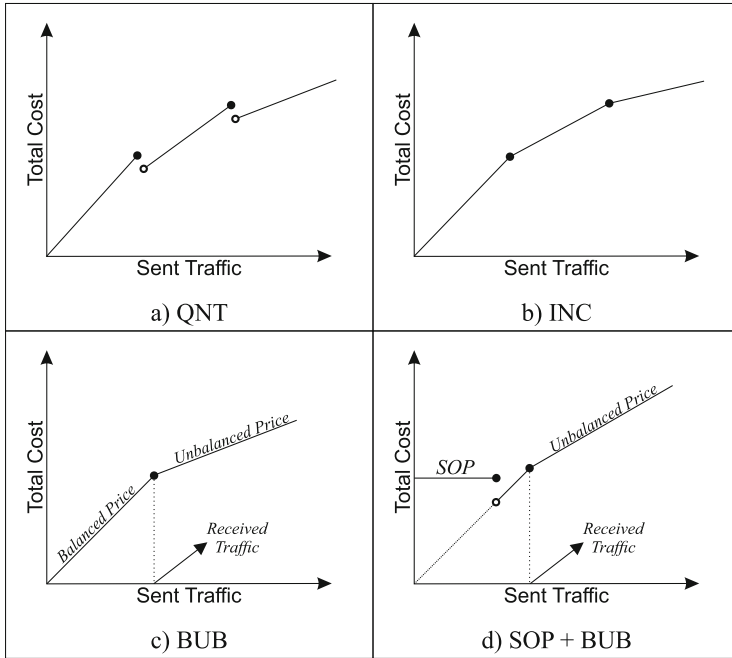 Total Cost
Sent Traffic
a) QNT
Total Cost
Sent Traffic
b) INC
Total Cost
Balanced Price
Unbalanced Price
Received
Traffic
Sent Traffic
c) BUB
Total Cost
SOP
Unbalanced Price
Received
Traffic
Sent Traffic
d) SOP + BUB